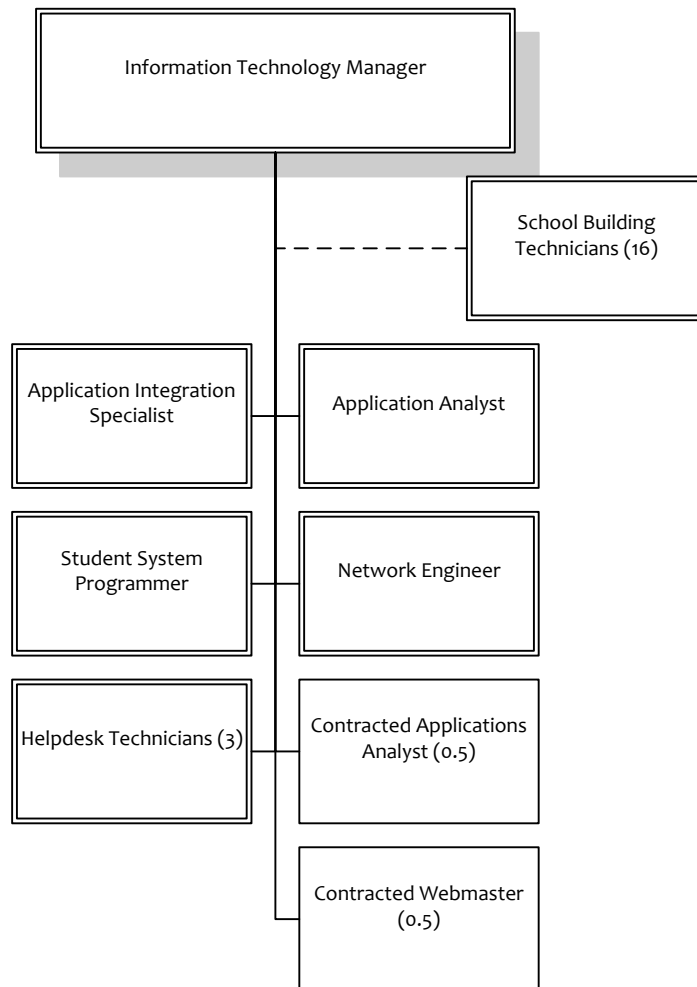 Information Technology Manager
School Building
Technicians (16)
Application Integration
Specialist
Application Analyst
Student System
Programmer
Network Engineer
Helpdesk Technicians (3)
Contracted Applications
Analyst (0.5)
Contracted Webmaster
(0.5)